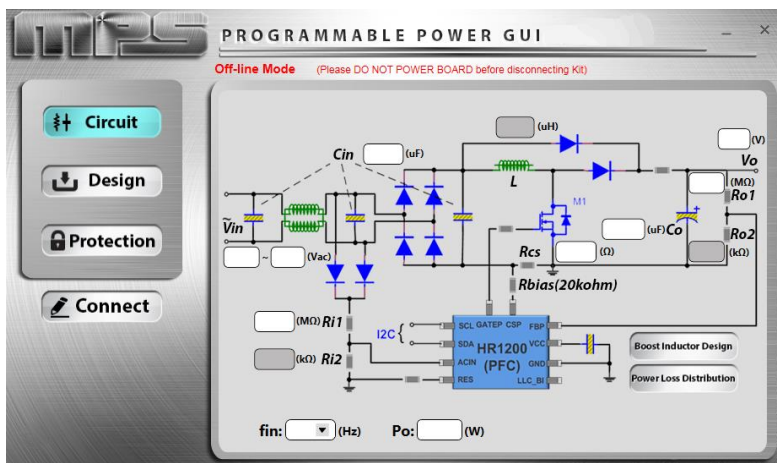 MPS PROGRAMMABLE POWER GUI
Off-line Mode (Please DO NOT POWER BOARD before disconnecting Kit)
Circuit
Design
Protection
Connect
(uH)
(V)
Cin (uF)
L
Vo
(MΩ)
Ro1
M1
Vin
(uF) Co
Ro2
(kΩ)
~ (Vac)
Rcs
(Ω)
Rbias(20kohm)
(MΩ) Ri1
I2C
SCL GATEP CSP FBP
SDA VCC
HR1200
(PFC)
(kΩ) Ri2
ACIN GND
RES LLC_BI
Boost Inductor Design
Power Loss Distribution
fin: (Hz) Po: (W)